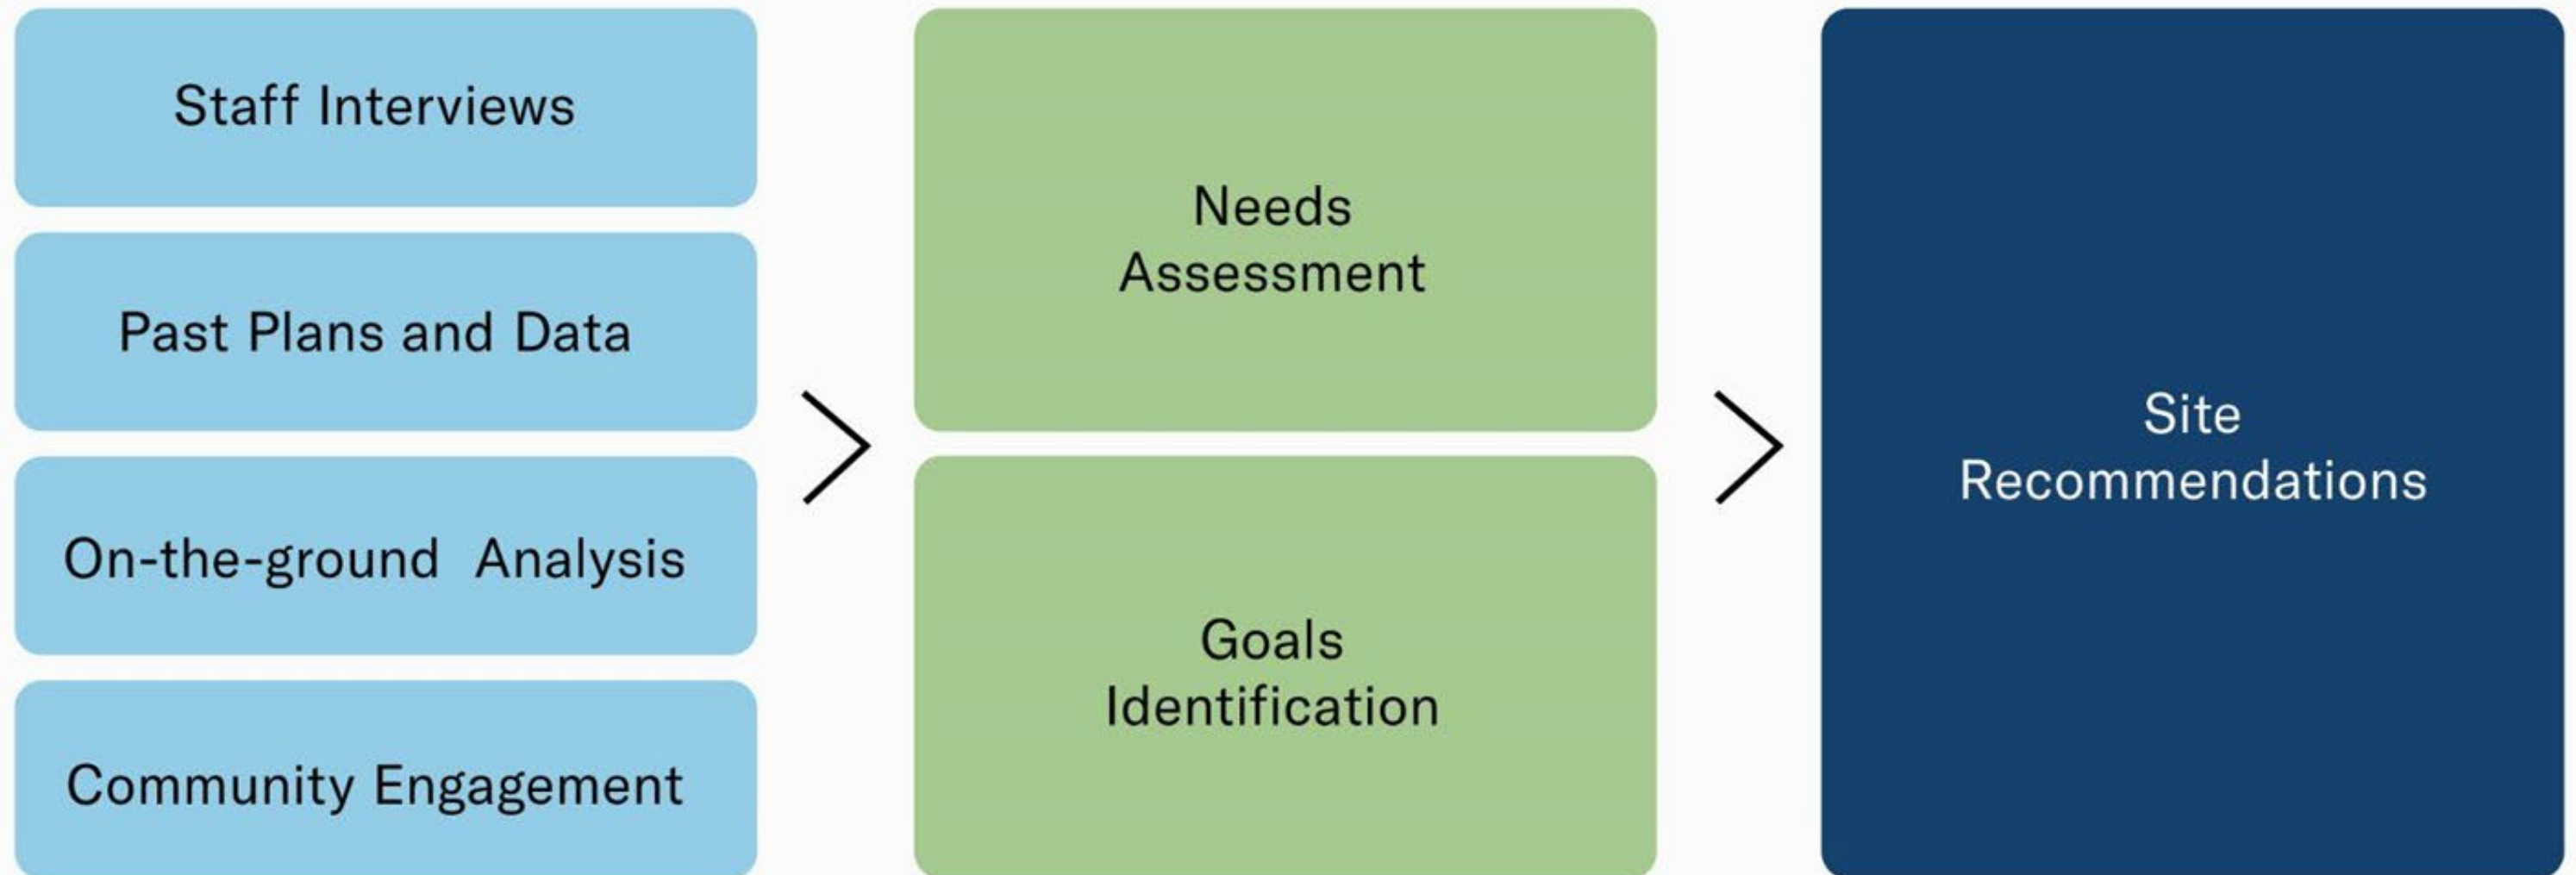 Staff Interviews
Past Plans and Data
On-the-ground  Analysis
Community Engagement
Needs
Assessment
Goals
Identification
Site
Recommendations